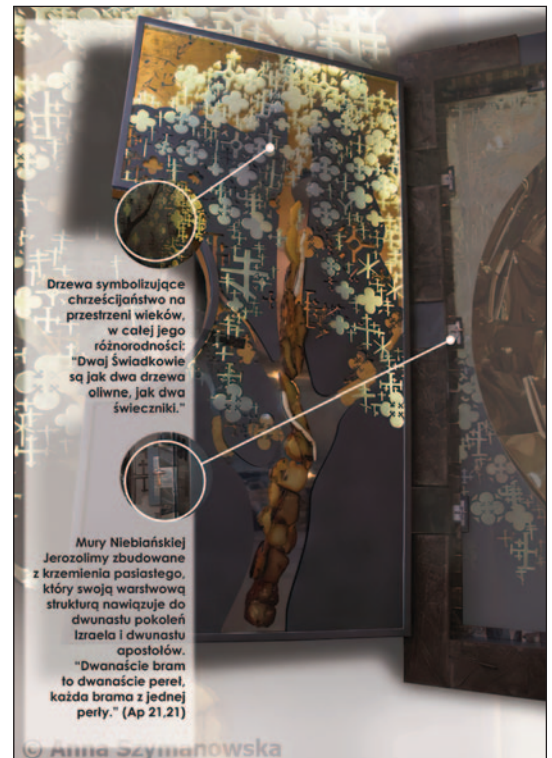 Drzewa symbolizujące
chrześcijaństwo na
przestrzeni wieków,
w całej jego
różnorodności:
"Dwaj Świadkowie
są jak dwa drzewa
oliwne, jak dwa
świeczniki."
Mury Niebiańskiej
Jerozolimy zbudowane
z krzemienia pasiastego,
który swoją warstwową
strukturą nawiązuje do
dwunastu pokoleń
Izraela i dwunastu
apostołów.
"Dwanaście bram
to dwanaście pereł,
każda brama z jednej
perły." (Ap 21,21)
© Anna Szymanowska